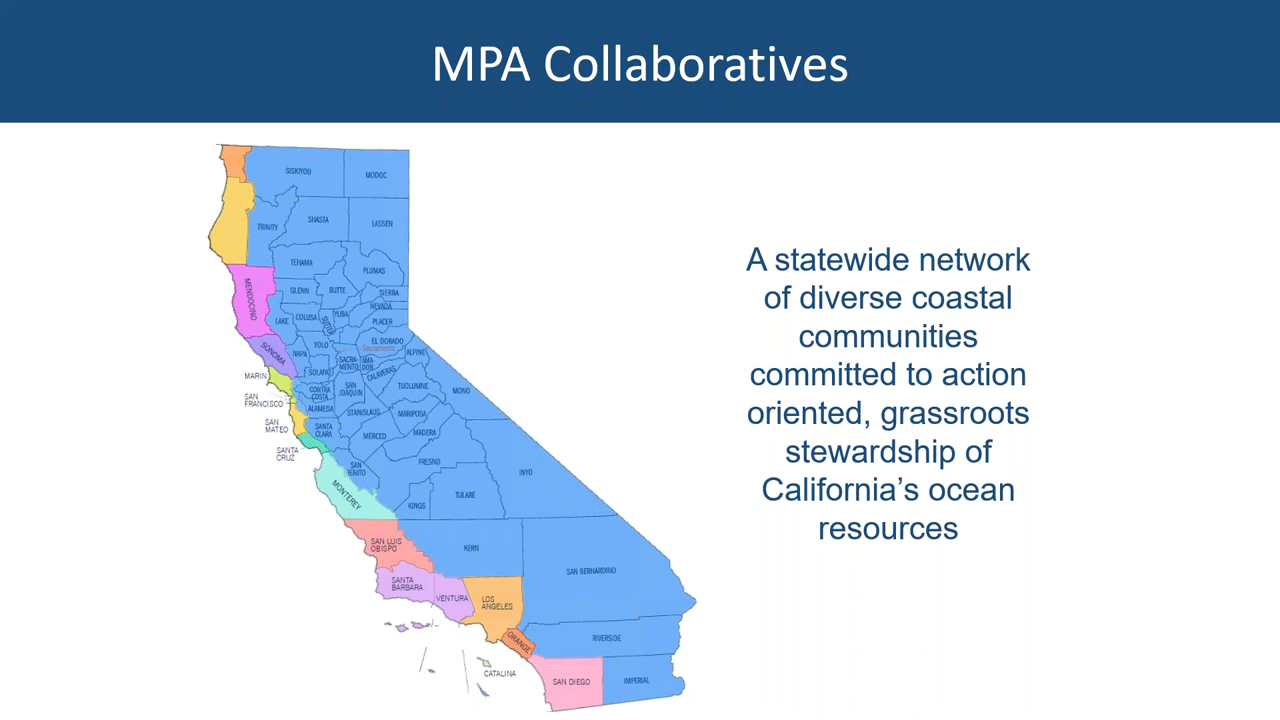 MPA Collaboratives
SISKIYOU
MODOC
TRINITY
SHASTA
LASSEN
TEHAMA
PLUMAS
MENDOCINO
GLENN
BUTTE
SIERRA
NEVADA
LAKE
COLUSA
SUTTER
YUBA
PLACER
SONOMA
NAPA
YOLO
EL DORADO
Sacramento
ALPINE
SACRA-
MENTO
AMA-
DOR
MARIN
SOLANO
CALAVERAS
TUOLUMNE
MONO
SAN
FRANCISCO
CONTRA
COSTA
SAN
JOAQUIN
ALAMEDA
STANISLAUS
MARIPOSA
SAN
MATEO
SANTA
CLARA
MERCED
MADERA
SANTA
CRUZ
SAN
BENITO
FRESNO
INYO
MONTEREY
KINGS
TULARE
SAN LUIS
OBISPO
KERN
SAN BERNARDINO
SANTA
BARBARA
VENTURA
LOS
ANGELES
ORANGE
RIVERSIDE
CATALINA
SAN DIEGO
IMPERIAL
A statewide network
of diverse coastal
communities
committed to action
oriented, grassroots
stewardship of
California's ocean
resources